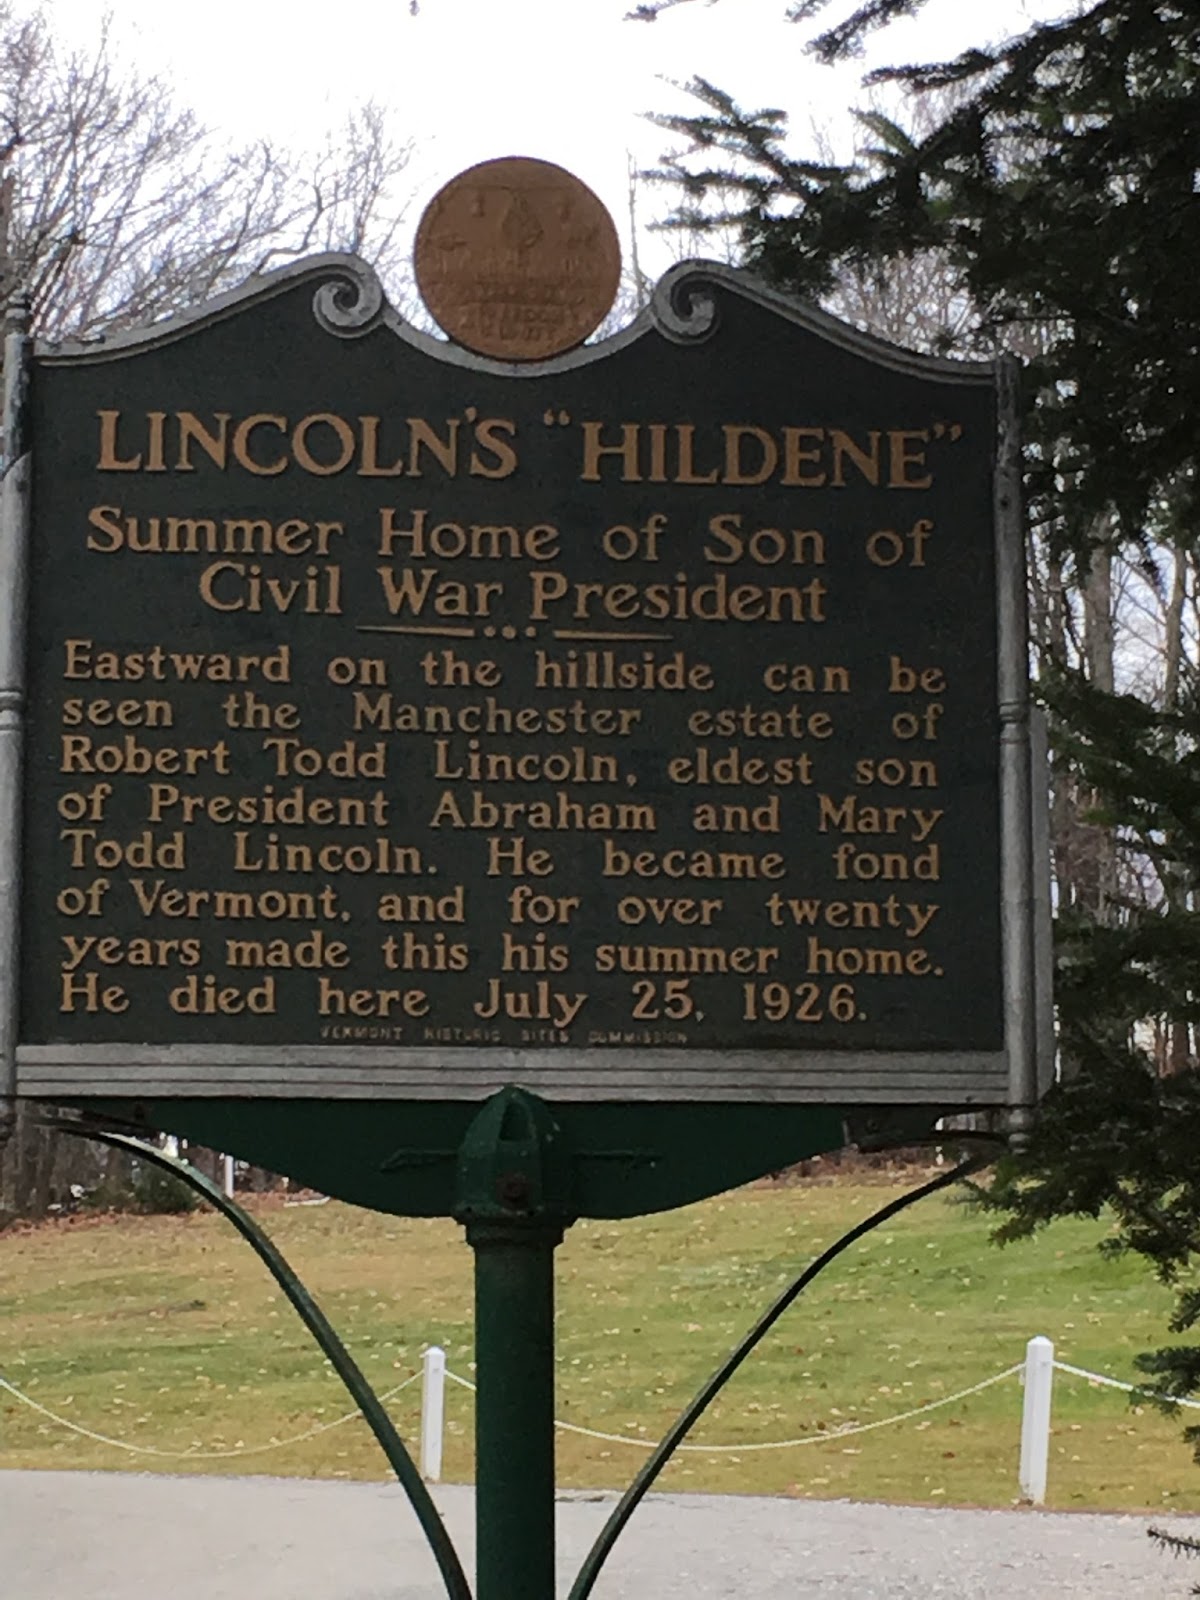 LINCOLN'S "HILDENE"
Summer Home of Son of
Civil War President
Eastward on the hillside can be
seen the Manchester estate of
Robert Todd Lincoln, eldest son
of President Abraham and Mary
Todd Lincoln. He became fond
of Vermont, and for over twenty
years made this his summer home.
He died here July 25, 1926.
VERMONT HISTORIC SITES COMMISSION